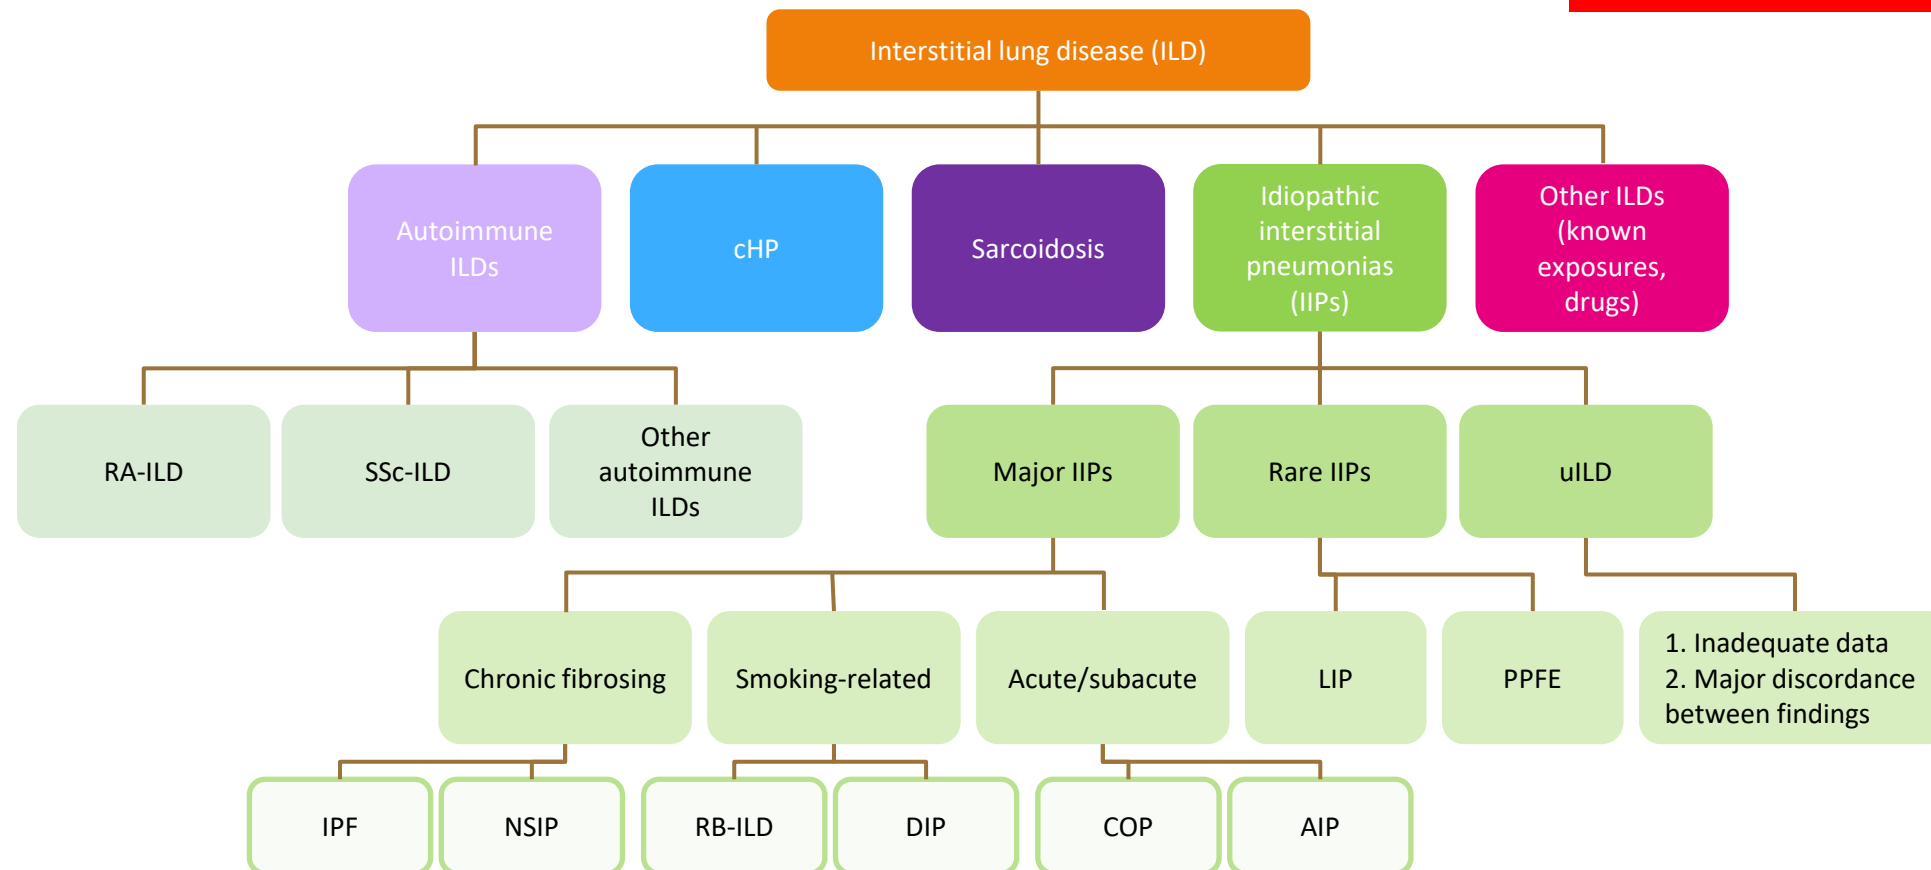 Interstitial lung disease (ILD)
Autoimmune
ILDs
cHP
Sarcoidosis
Idiopathic
interstitial
pneumonias
(IIPs)
Other ILDs
(known
exposures,
drugs)
RA-ILD
SSc-ILD
Other
autoimmune
ILDs
Major IIPs
Rare IIPs
uILD
Chronic fibrosing
Smoking-related
Acute/subacute
LIP
PPFE
1. Inadequate data
2. Major discordance
between findings
IPF
NSIP
RB-ILD
DIP
COP
AIP